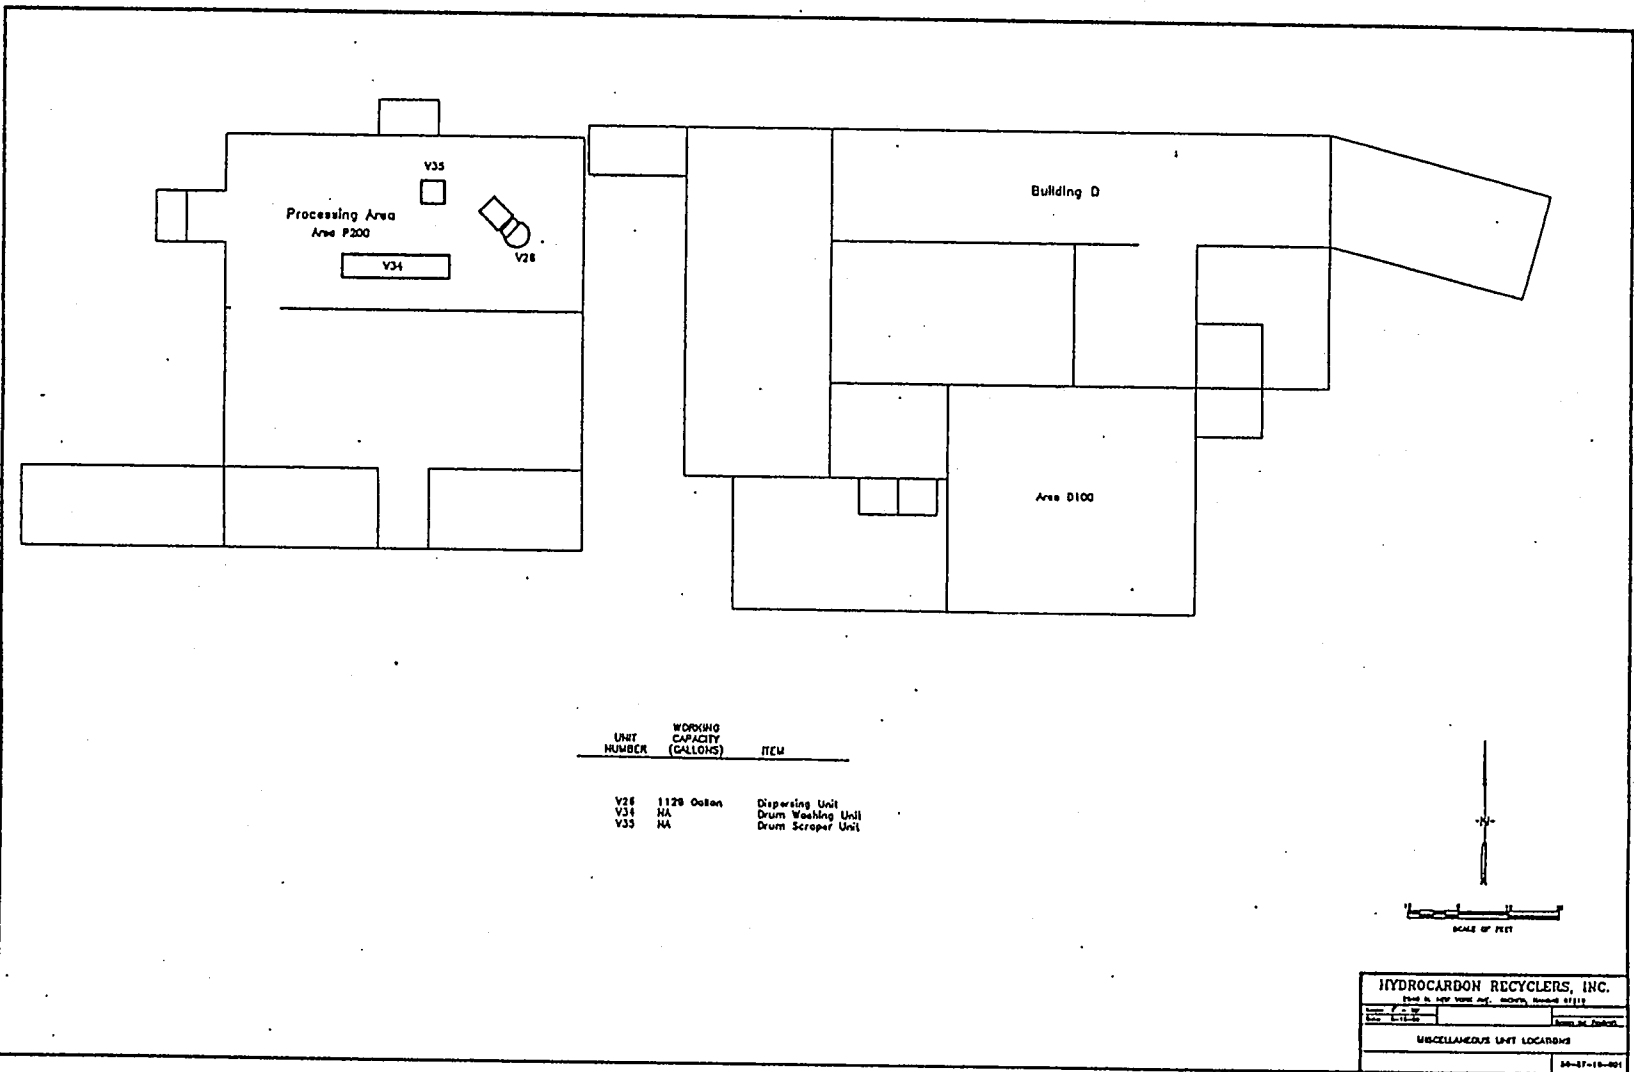 V35
Building D
Processing Area
Area P200
V34
V28
Area D100
UNIT NUMBER
WORKING CAPACITY (GALLONS)
ITEM
V28 1128 Gallon Dispersing Unit
V34 NA Drum Washing Unit
V35 NA Drum Scraper Unit
N
SCALE OF FEET
HYDROCARBON RECYCLERS, INC.
MISCELLANEOUS UNIT LOCATIONS